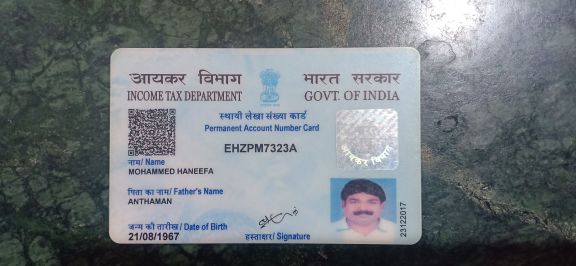 आयकर विभाग
INCOME TAX DEPARTMENT
भारत सरकार
GOVT. OF INDIA
स्थायी लेखा संख्या कार्ड
Permanent Account Number Card
EHZPM7323A
नाम/ Name
MOHAMMED HANEEFA
पिता का नाम/ Father's Name
ANTHAMAN
जन्म की तारीख/ Date of Birth
21/08/1967
हस्ताक्षर/ Signature
आयकर विभाग
23122017